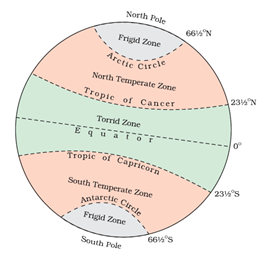 North Pole
Frigid Zone
66½°N
Arctic Circle
North Temperate Zone
Tropic of Cancer
23½°N
Torrid Zone
Equator
0°
Tropic of Capricorn
South Temperate Zone
23½°S
Antarctic Circle
Frigid Zone
66½°S
South Pole